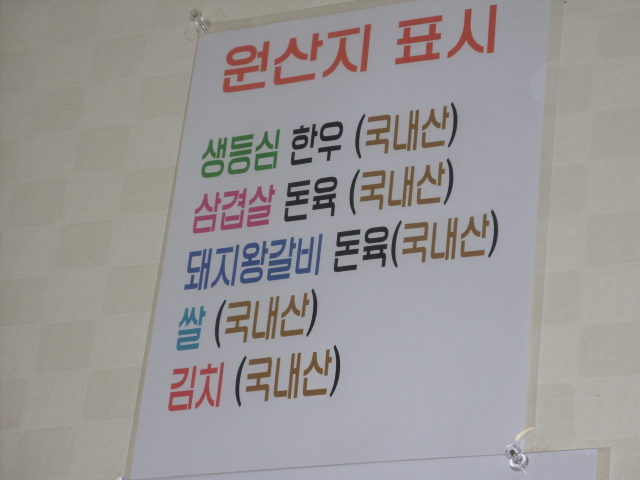 원산지 표시
생등심 한우 (국내산)
삼겹살 돈육 (국내산)
돼지왕갈비 돈육(국내산)
쌀 (국내산)
김치 (국내산)